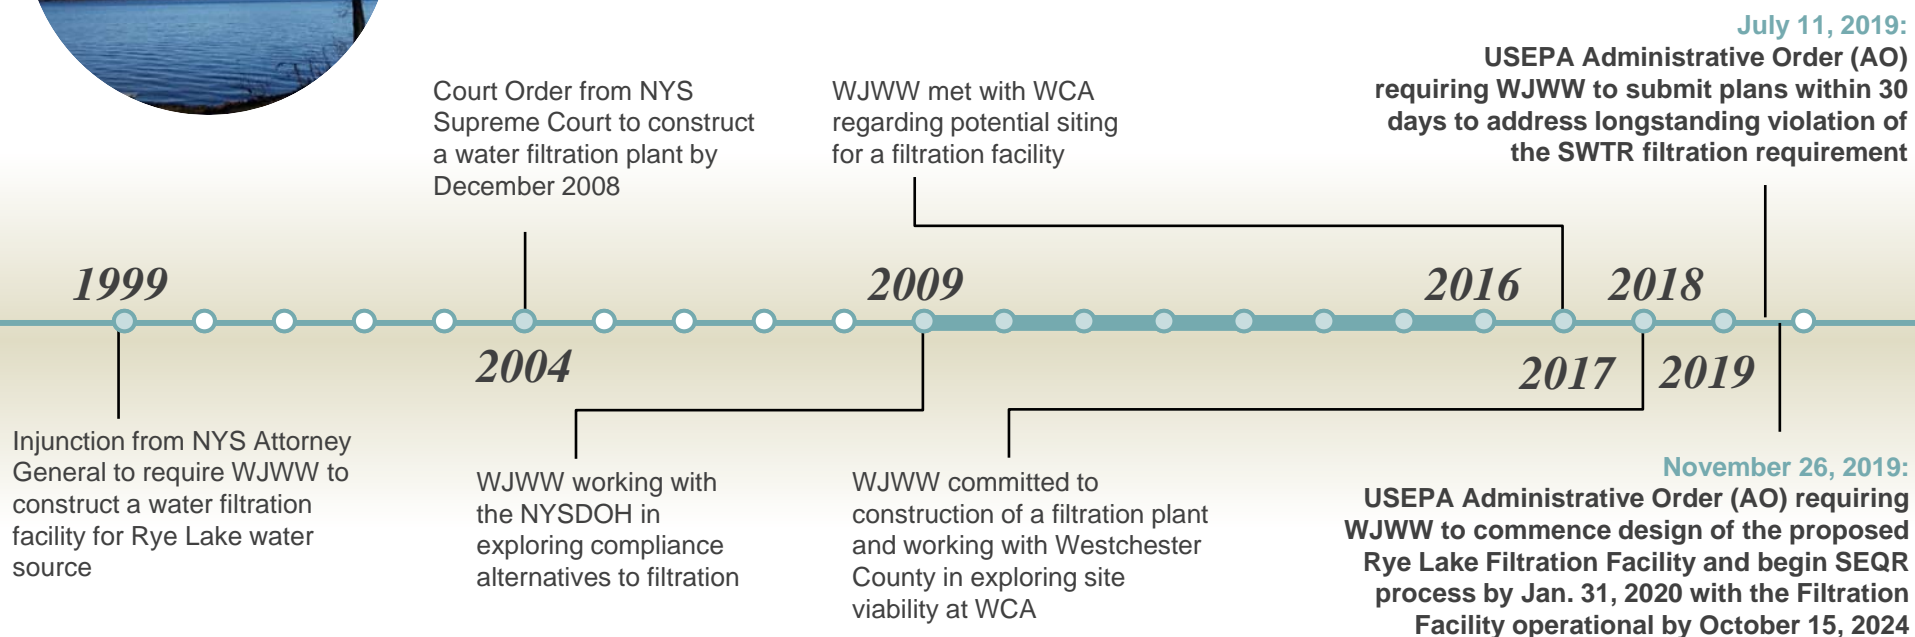 July 11, 2019:
USEPA Administrative Order (AO)
requiring WJWW to submit plans within 30
days to address longstanding violation of
the SWTR filtration requirement
Court Order from NYS
Supreme Court to construct
a water filtration plant by
December 2008
WJWW met with WCA
regarding potential siting
for a filtration facility
1999
2009
2016
2018
2004
2017
2019
Injunction from NYS Attorney
General to require WJWW to
construct a water filtration
facility for Rye Lake water
source
WJWW working with
the NYSDOH in
exploring compliance
alternatives to filtration
WJWW committed to
construction of a filtration plant
and working with Westchester
County in exploring site
viability at WCA
November 26, 2019:
USEPA Administrative Order (AO) requiring
WJWW to commence design of the proposed
Rye Lake Filtration Facility and begin SEQR
process by Jan. 31, 2020 with the Filtration
Facility operational by October 15, 2024